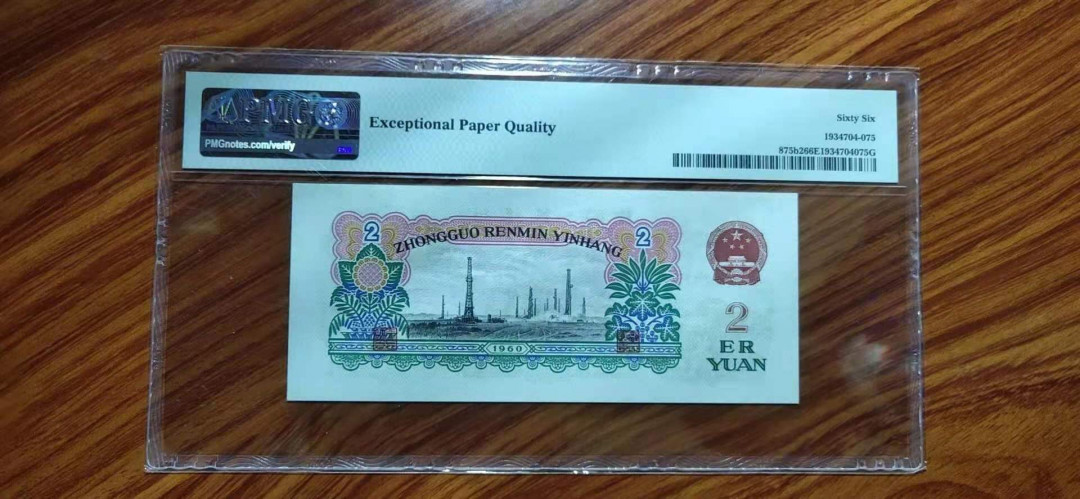 PMG
PMGnotes.com/verify
Exceptional Paper Quality
Sixty Six
1934704-075
875b266E1934704075G
2
ZHONGGUO RENMIN YINHANG
2
1960
2
ER
YUAN